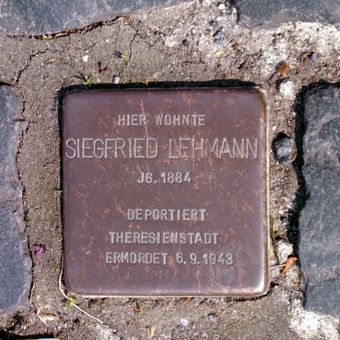 HIER WOHNTE
SIEGFRIED LEHMANN
JG. 1884
DEPORTIERT
THERESIENSTADT
ERMORDET 6.9.1943